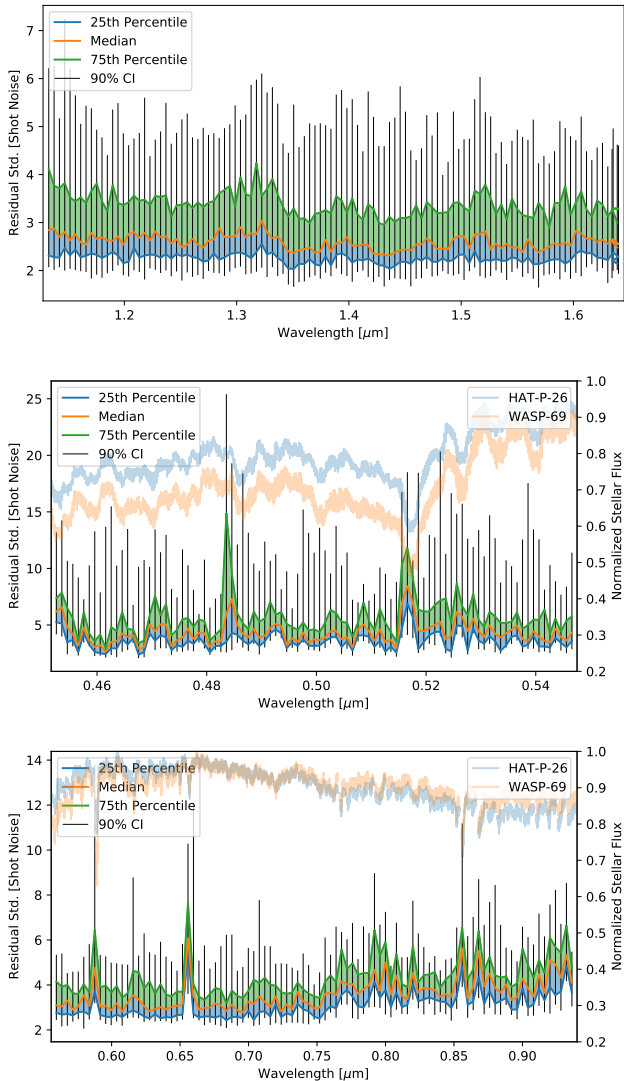 25th Percentile
Median
75th Percentile
90% CI
Residual Std. [Shot Noise]
7
6
5
4
3
2
1.2 1.3 1.4 1.5 1.6
Wavelength [μm]
25th Percentile
Median
75th Percentile
90% CI
HAT-P-26
WASP-69
Residual Std. [Shot Noise]
25
20
15
10
5
1.0
0.9
0.8
0.7
0.6
0.5
0.4
0.3
0.2
Normalized Stellar Flux
0.46 0.48 0.50 0.52 0.54
Wavelength [μm]
25th Percentile
Median
75th Percentile
90% CI
HAT-P-26
WASP-69
Residual Std. [Shot Noise]
14
12
10
8
6
4
2
1.0
0.9
0.8
0.7
0.6
0.5
0.4
0.3
0.2
Normalized Stellar Flux
0.60 0.65 0.70 0.75 0.80 0.85 0.90
Wavelength [μm]